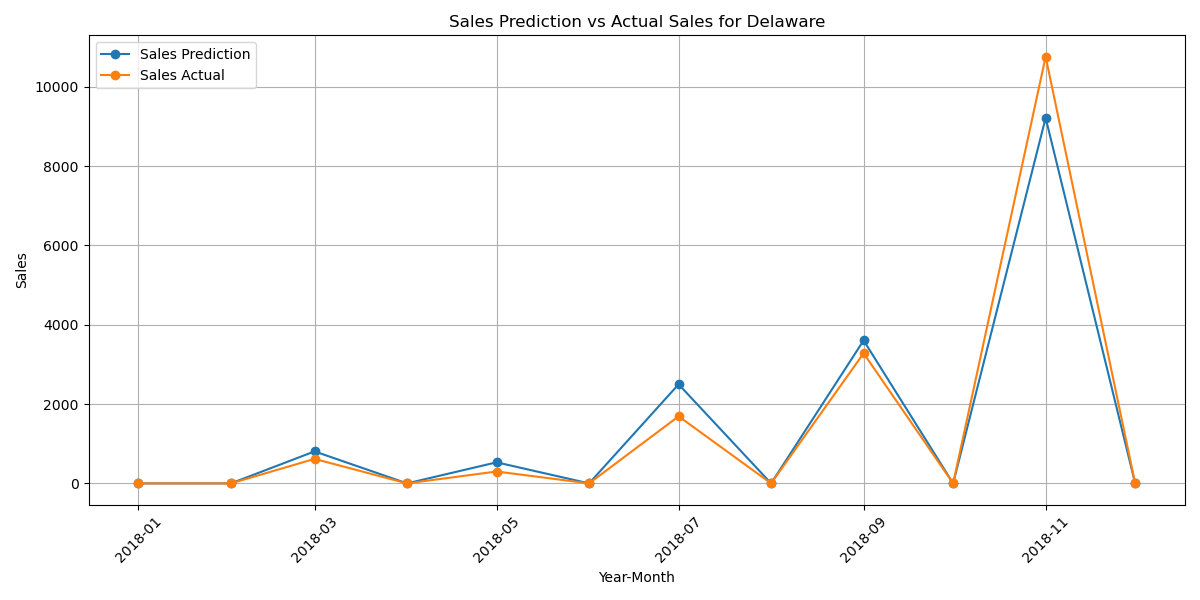 Sales Prediction vs Actual Sales for Delaware
Sales Prediction
Sales Actual
10000
8000
6000
4000
2000
0
Sales
2018-01
2018-03
2018-05
2018-07
2018-09
2018-11
Year-Month